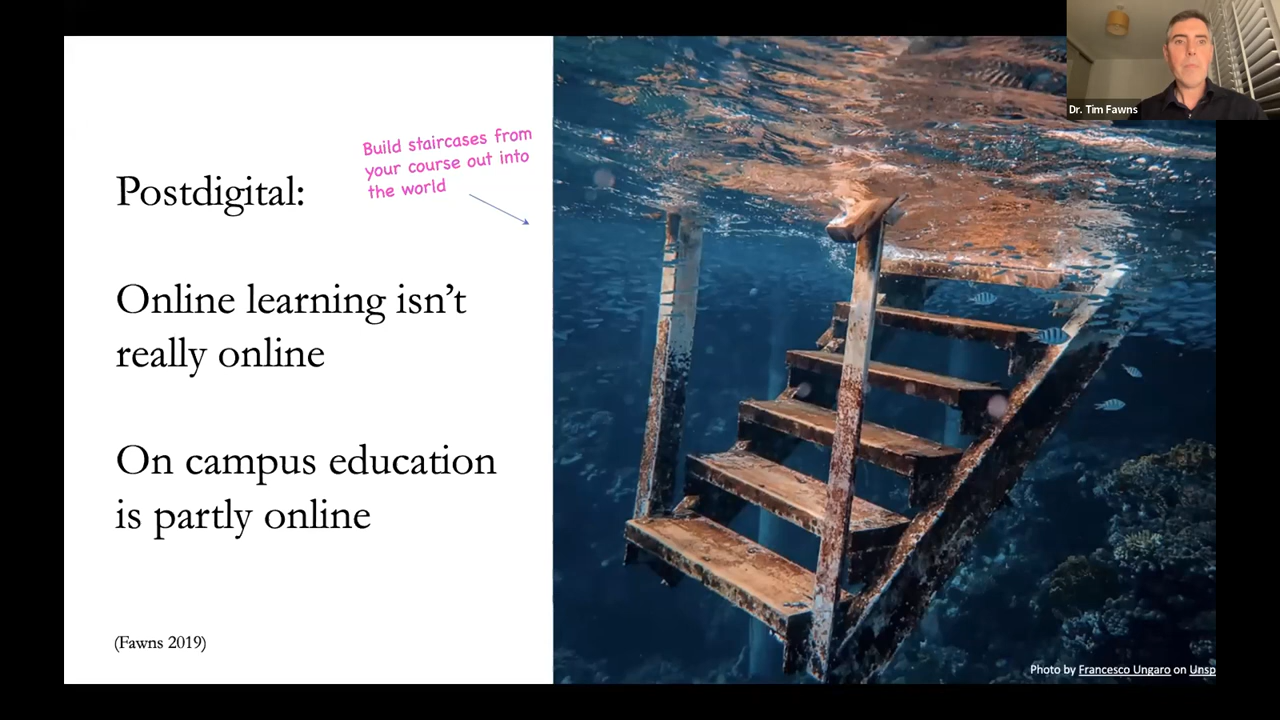 Dr. Tim Fawns
Build staircases from
your course out into
the world
Postdigital:
Online learning isn’t
really online
On campus education
is partly online
(Fawns 2019)
Photo by Francesco Ungaro on Unsp